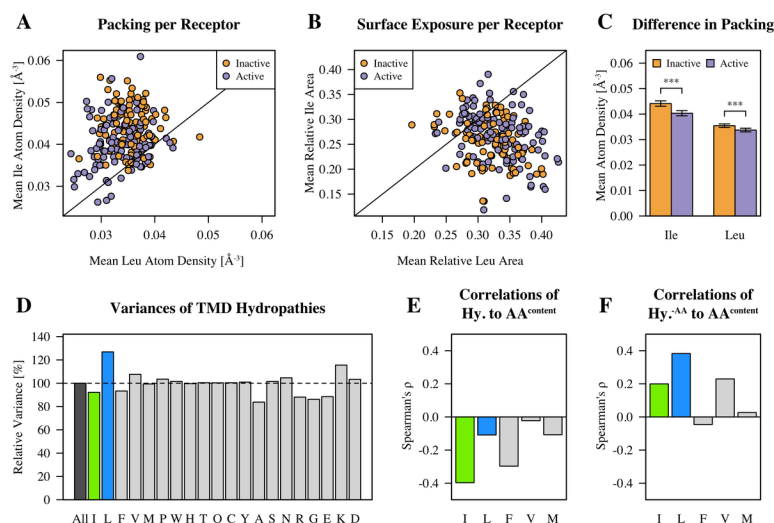 A
Packing per Receptor
Mean Ile Atom Density [Å-3]
0.06
0.05
0.04
0.03
Inactive
Active
0.03
0.04
0.05
0.06
Mean Leu Atom Density [Å-3]
B
Surface Exposure per Receptor
Mean Relative Ile Area
0.40
0.35
0.30
0.25
0.20
0.15
Inactive
Active
0.15
0.20
0.25
0.30
0.35
0.40
Mean Relative Leu Area
C
Difference in Packing
Mean Atom Density [Å-3]
0.06
0.05
0.04
0.03
0.02
0.01
0.00
Inactive
Active
***
***
Ile
Leu
D
Variances of TMD Hydropathies
Relative Variance [%]
140
120
100
80
60
40
20
0
All I L F V M P W H T Q C Y A S N R G E K D
E
Correlations of
Hy. to AAcontent
Spearman's ρ
0.4
0.2
0.0
-0.2
-0.4
I L F V M
F
Correlations of
Hy.-AA to AAcontent
Spearman's ρ
0.4
0.2
0.0
-0.2
-0.4
I L F V M